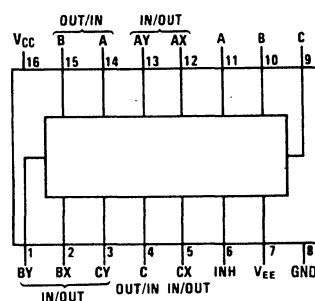 OUT/IN IN/OUT
VCC B A AY AX A B C
16 15 14 13 12 11 10 9
1 2 3 4 5 6 7 8
BY BX CY C CX INH VEE GND
IN/OUT OUT/IN IN/OUT